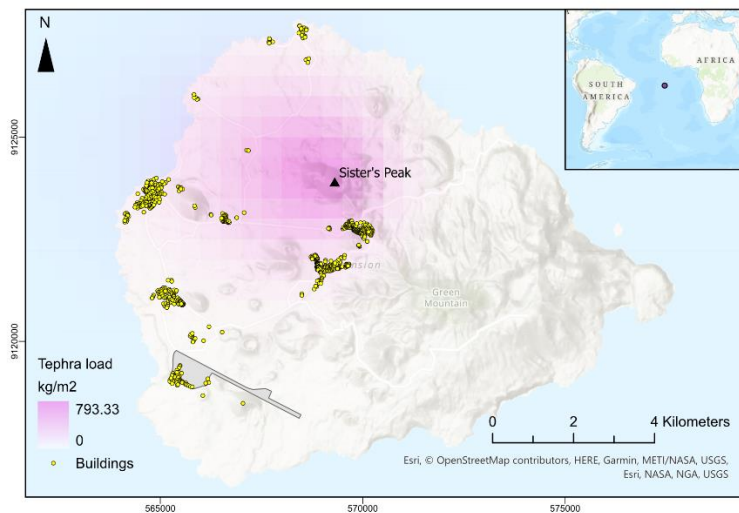 N
SOUTH
AMERICA
AFRICA
9125000
Sister's Peak
Green
Mountain
9120000
Tephra load
kg/m2
793.33
0
Buildings
0 2 4 Kilometers
Esri, © OpenStreetMap contributors, HERE, Garmin, METI/NASA, USGS,
Esri, NASA, NGA, USGS
565000 570000 575000